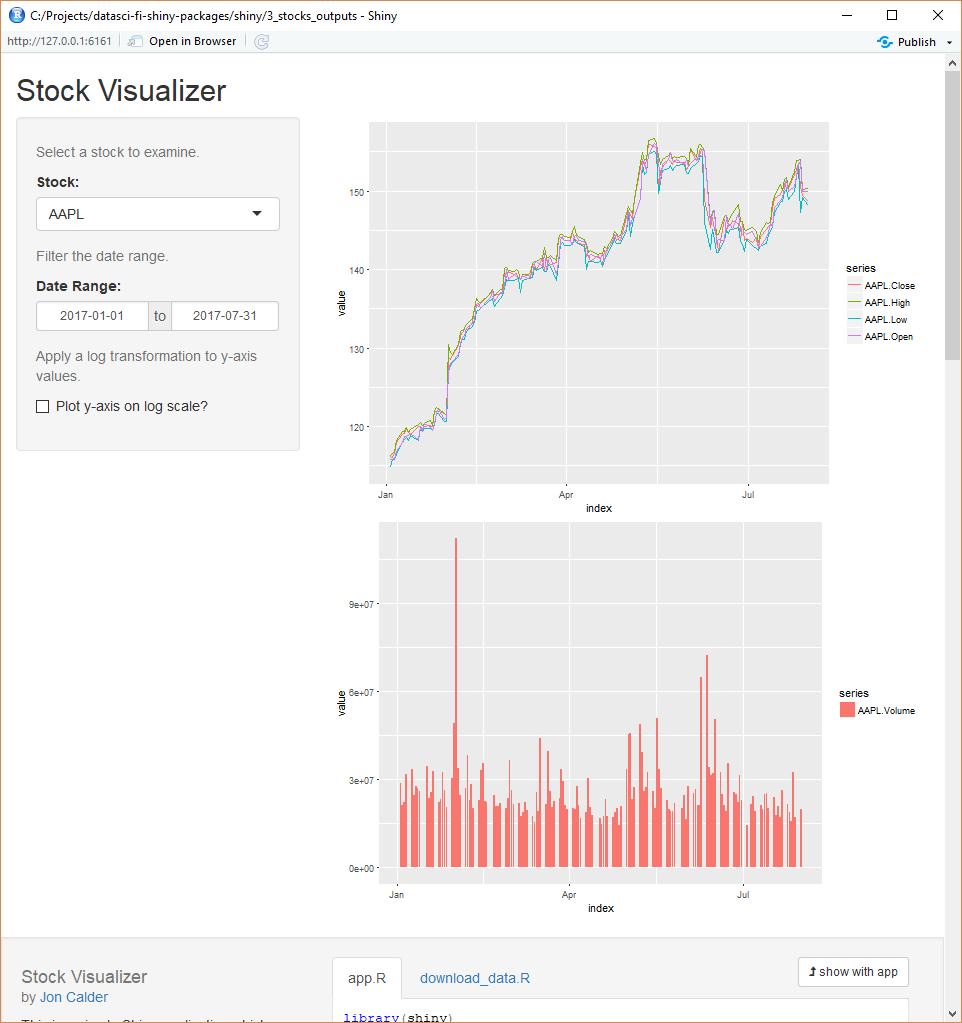 C:/Projects/datasci-fi-shiny-packages/shiny/3_stocks_outputs - Shiny
http://127.0.0.1:6161
Open in Browser
Publish
Stock Visualizer
Select a stock to examine.
Stock:
AAPL
Filter the date range.
Date Range:
2017-01-01 to 2017-07-31
Apply a log transformation to y-axis
values.
Plot y-axis on log scale?
value
150
140
130
120
Jan Apr Jul
index
series
AAPL.Close
AAPL.High
AAPL.Low
AAPL.Open
value
9e+07
6e+07
3e+07
0e+00
Jan Apr Jul
index
series
AAPL.Volume
Stock Visualizer
by Jon Calder
app.R
download_data.R
show with app
library(shiny)